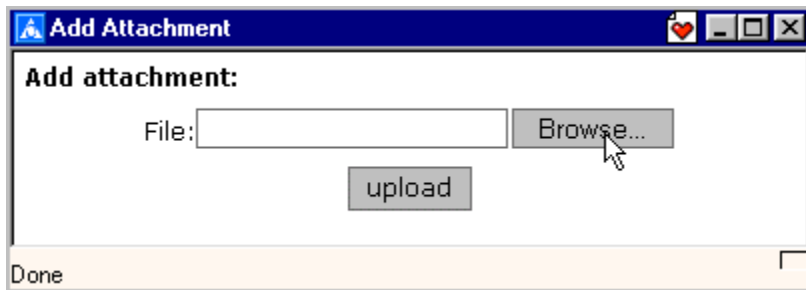 Add Attachment
Add attachment:
File: Browse...
upload
Done